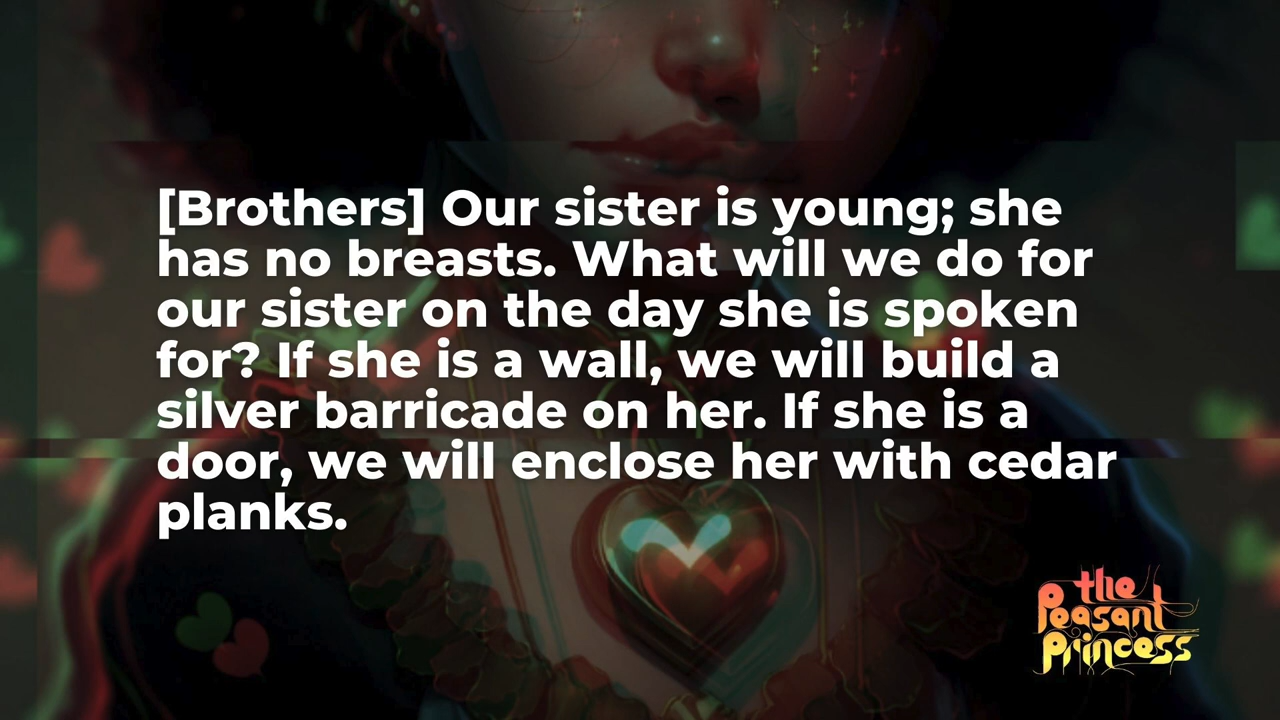 [Brothers] Our sister is young; she
has no breasts. What will we do for
our sister on the day she is spoken
for? If she is a wall, we will build a
silver barricade on her. If she is a
door, we will enclose her with cedar
planks.
the
Peasant
Princess